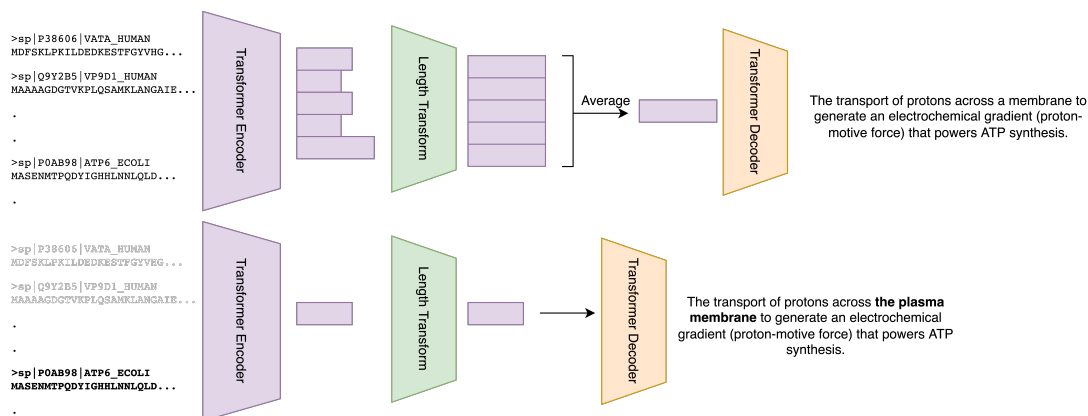 >sp|P38606|VATA_HUMAN
MDFSKLPKILDEDKESTFGYVHG...
>sp|Q9Y2B5|VP9D1_HUMAN
MAAAAGDGTVKPLQSAMKLANGAIE...
.
.
>sp|P0AB98|ATP6_ECOLI
MASENMTPQDYIGHHLNNLQLD...
.
Transformer Encoder
Length Transform
Average
Transformer Decoder
The transport of protons across a membrane to
generate an electrochemical gradient (proton-
motive force) that powers ATP synthesis.
>sp|P38606|VATA_HUMAN
MDFSKLPKILDEDKESTFGYVHG...
>sp|Q9Y2B5|VP9D1_HUMAN
MAAAAGDGTVKPLQSAMKLANGAIE...
.
.
>sp|P0AB98|ATP6_ECOLI
MASENMTPQDYIGHHLNNLQLD...
.
Transformer Encoder
Length Transform
Transformer Decoder
The transport of protons across the plasma
membrane to generate an electrochemical
gradient (proton-motive force) that powers ATP
synthesis.